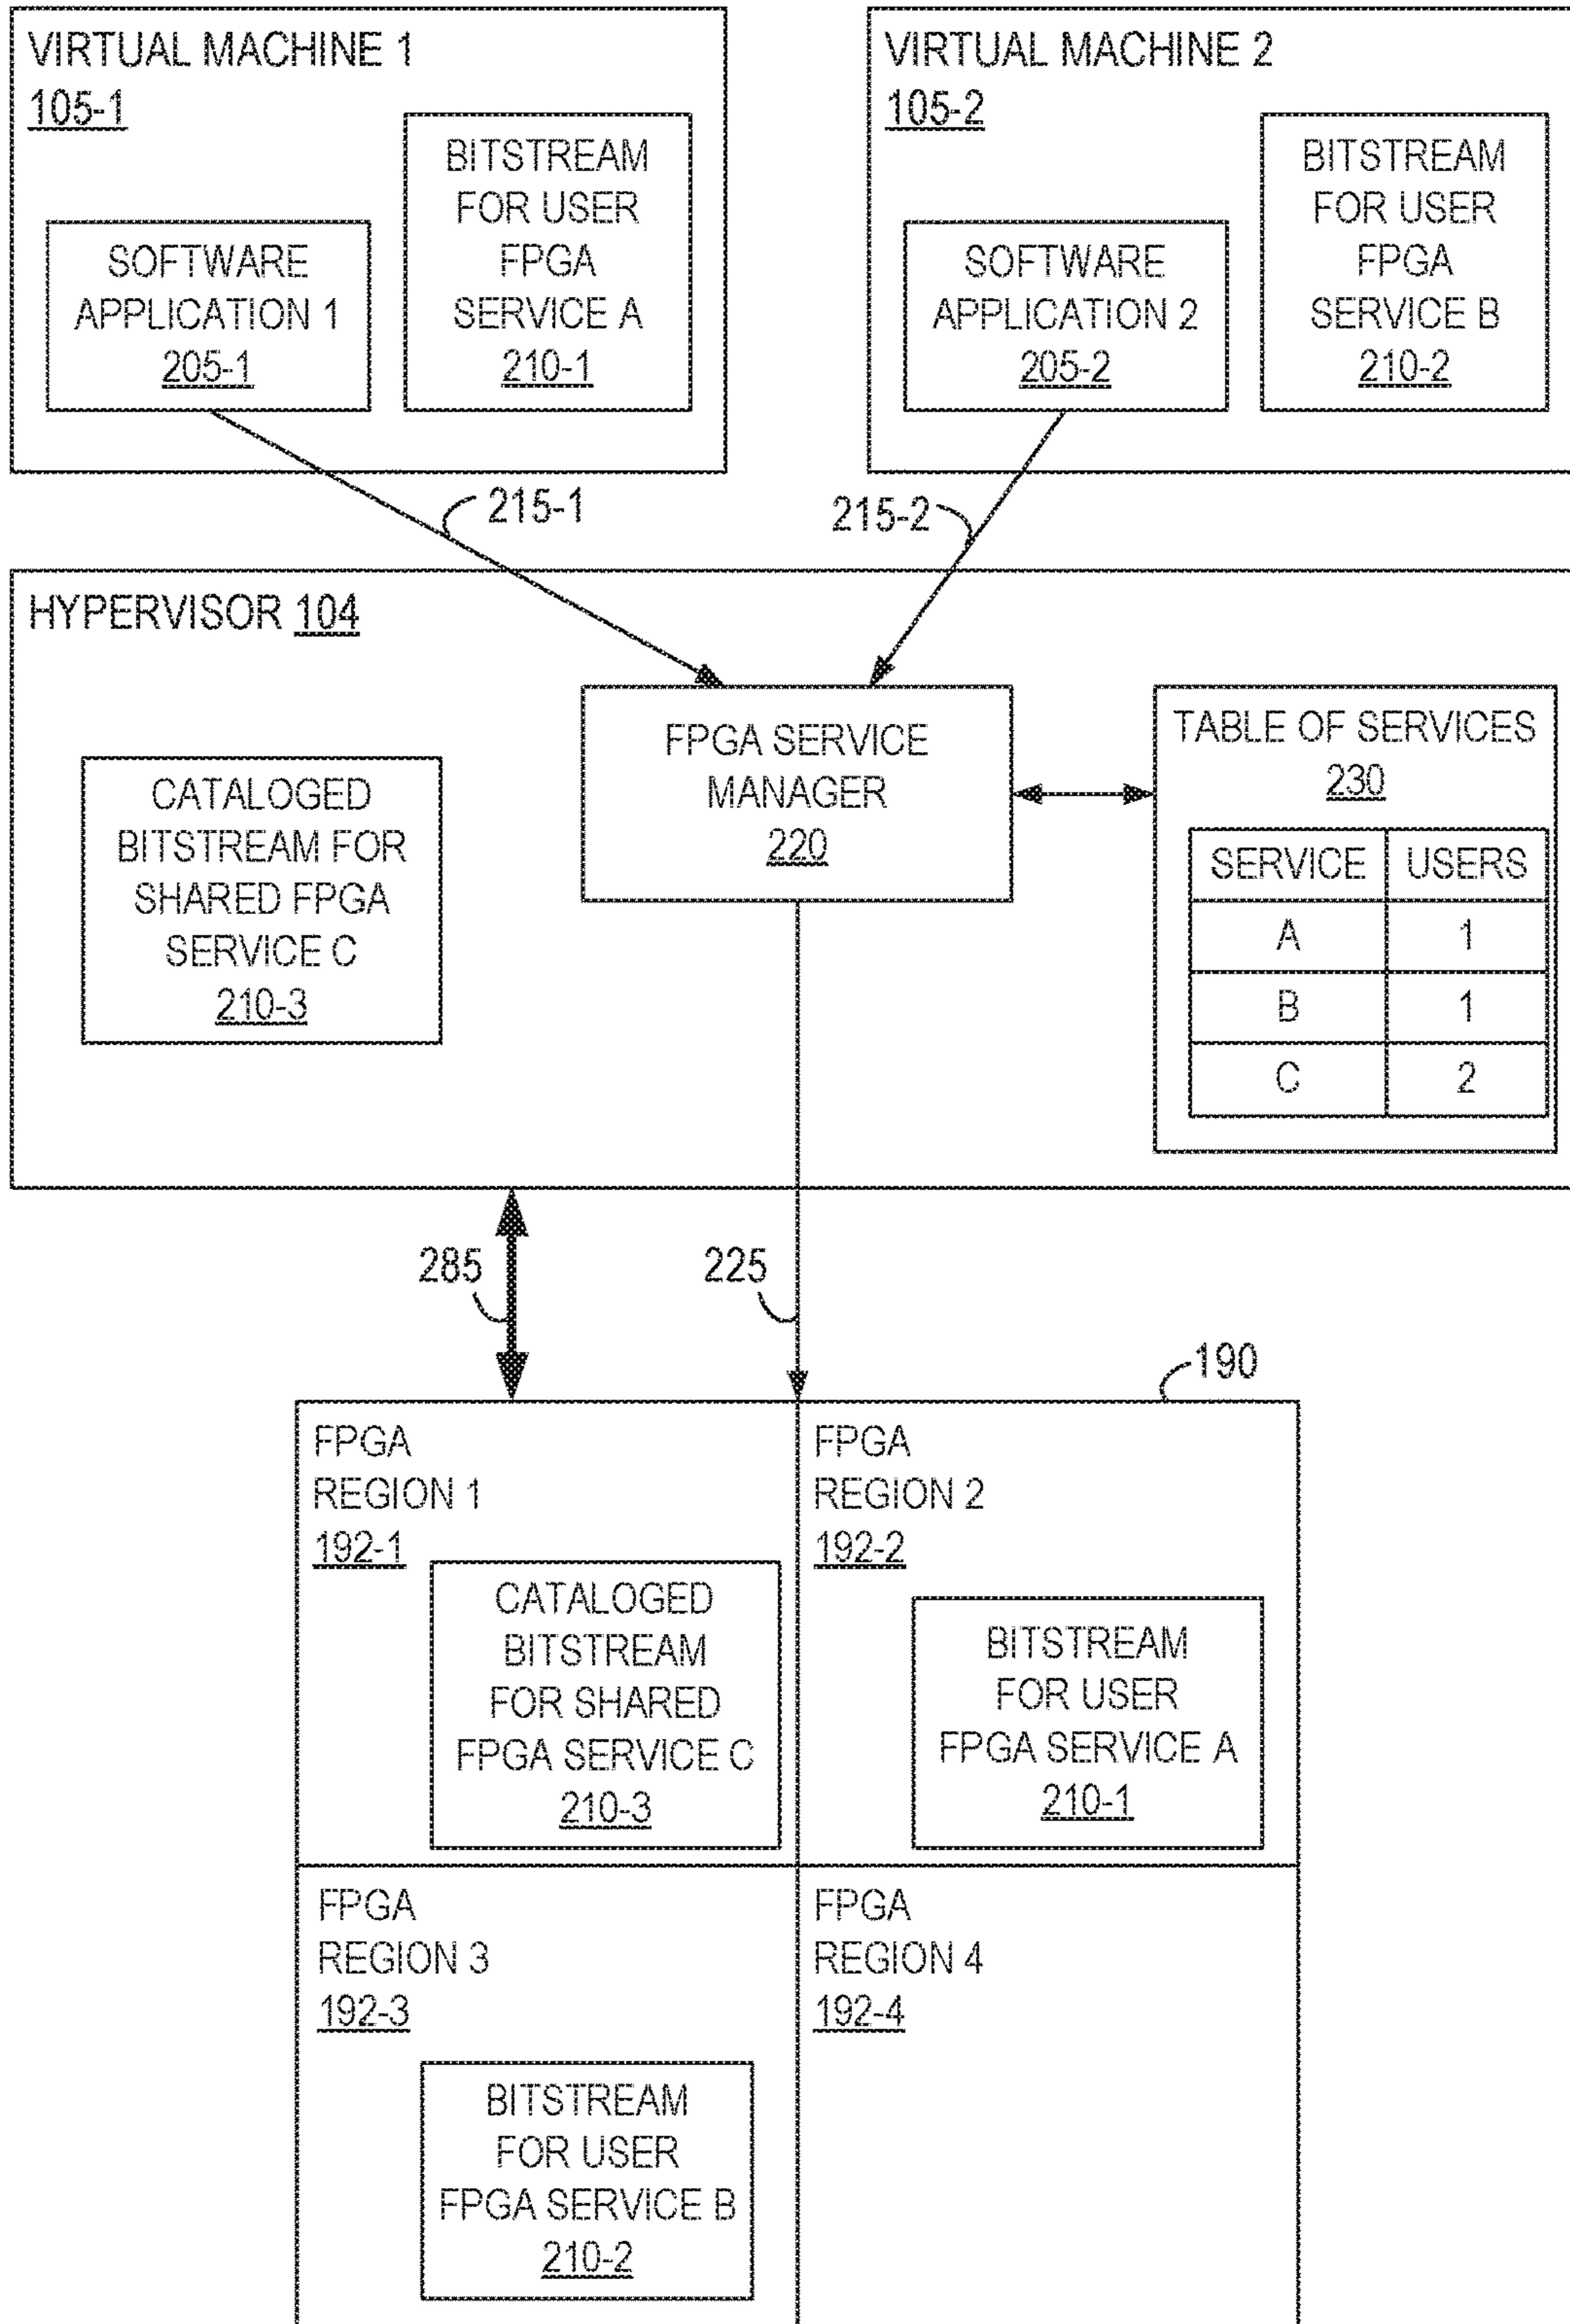 VIRTUAL MACHINE 1
105-1
SOFTWARE
APPLICATION 1
205-1
BITSTREAM
FOR USER
FPGA
SERVICE A
210-1
VIRTUAL MACHINE 2
105-2
SOFTWARE
APPLICATION 2
205-2
BITSTREAM
FOR USER
FPGA
SERVICE B
210-2
215-1
215-2
HYPERVISOR 104
CATALOGED
BITSTREAM FOR
SHARED FPGA
SERVICE C
210-3
FPGA SERVICE
MANAGER
220
TABLE OF SERVICES
230
SERVICE USERS
A 1
B 1
C 2
285
225
190
FPGA
REGION 1
192-1
CATALOGED
BITSTREAM
FOR SHARED
FPGA SERVICE C
210-3
FPGA
REGION 2
192-2
BITSTREAM
FOR USER
FPGA SERVICE A
210-1
FPGA
REGION 3
192-3
BITSTREAM
FOR USER
FPGA SERVICE B
210-2
FPGA
REGION 4
192-4